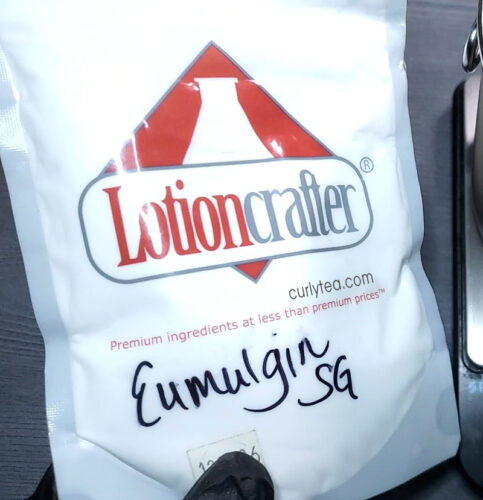 Lotioncrafter®
curlytea.com
Premium ingredients at less than premium prices™
Eumulgin
SG